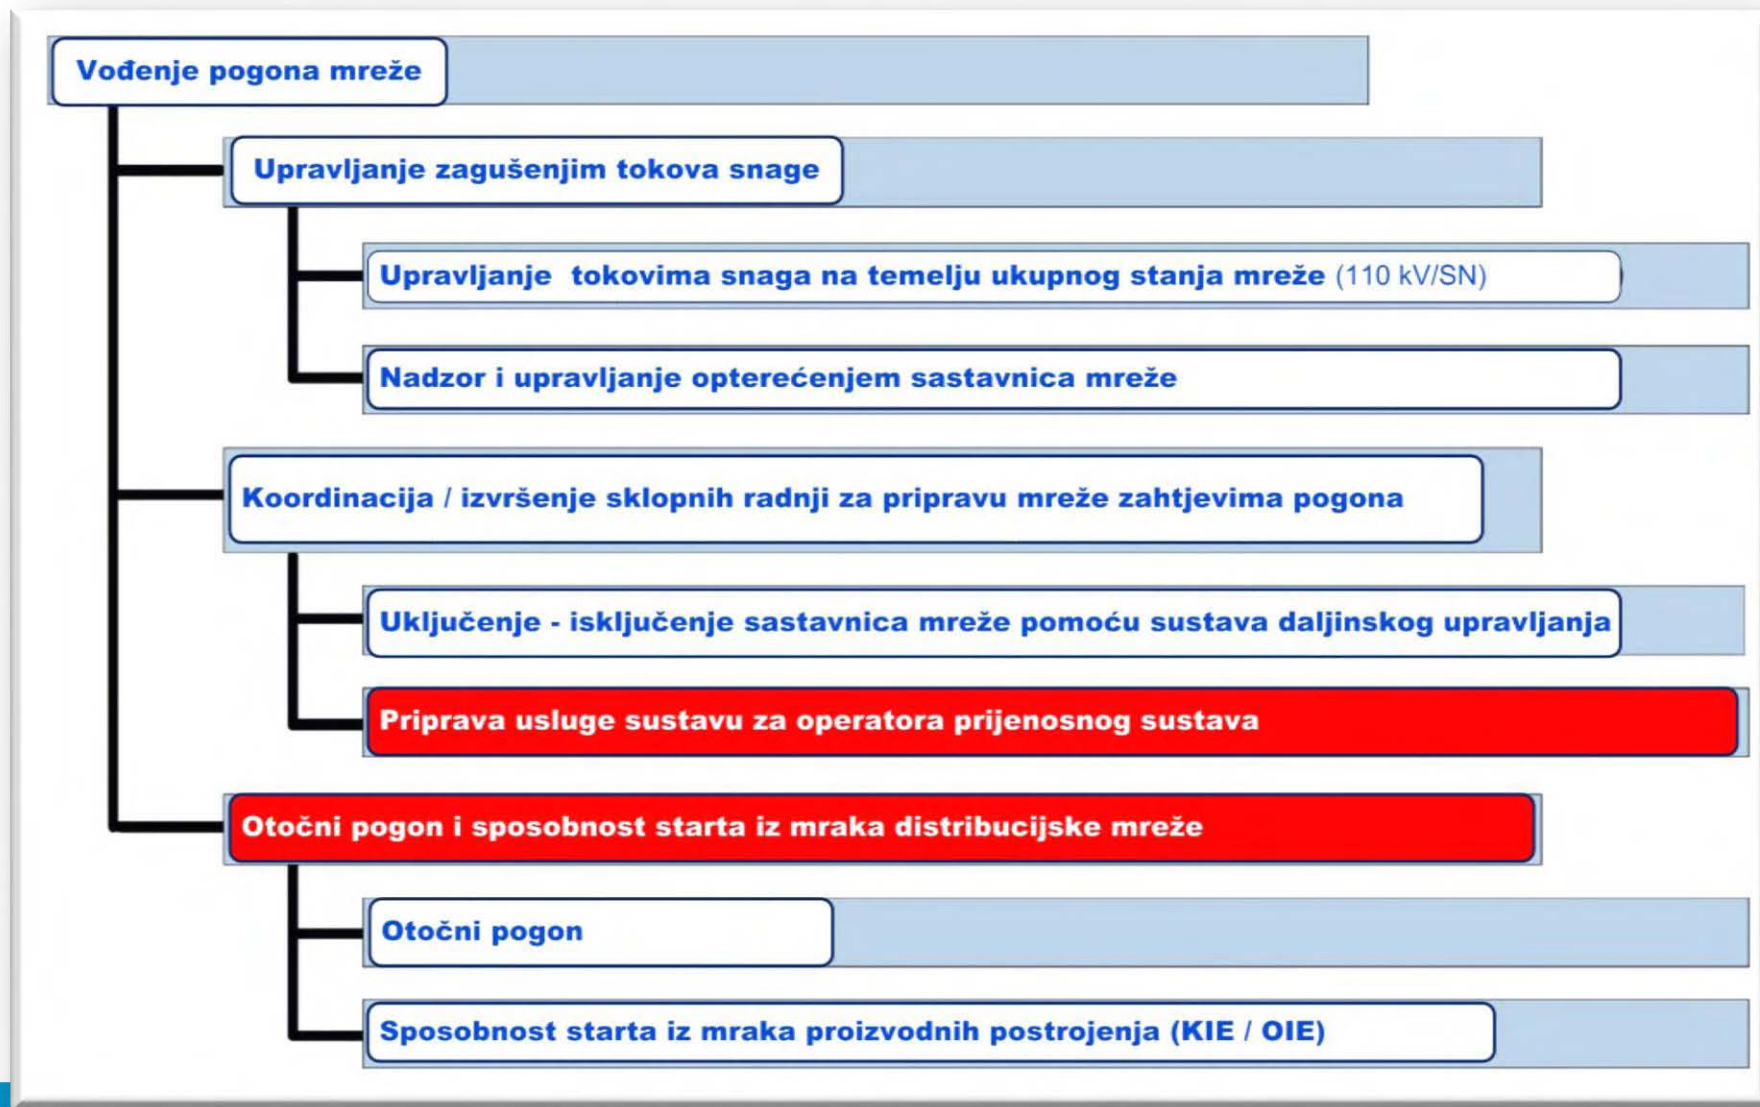 Vođenje pogona mreže
Upravljanje zagušenjim tokova snage
Upravljanje tokovima snaga na temelju ukupnog stanja mreže (110 kV/SN)
Nadzor i upravljanje opterećenjem sastavnica mreže
Koordinacija / izvršenje sklopnih radnji za pripravu mreže zahtjevima pogona
Uključenje - isključenje sastavnica mreže pomoću sustava daljinskog upravljanja
Priprava usluge sustavu za operatora prijenosnog sustava
Otočni pogon i sposobnost starta iz mraka distribucijske mreže
Otočni pogon
Sposobnost starta iz mraka proizvodnih postrojenja (KIE / OIE)